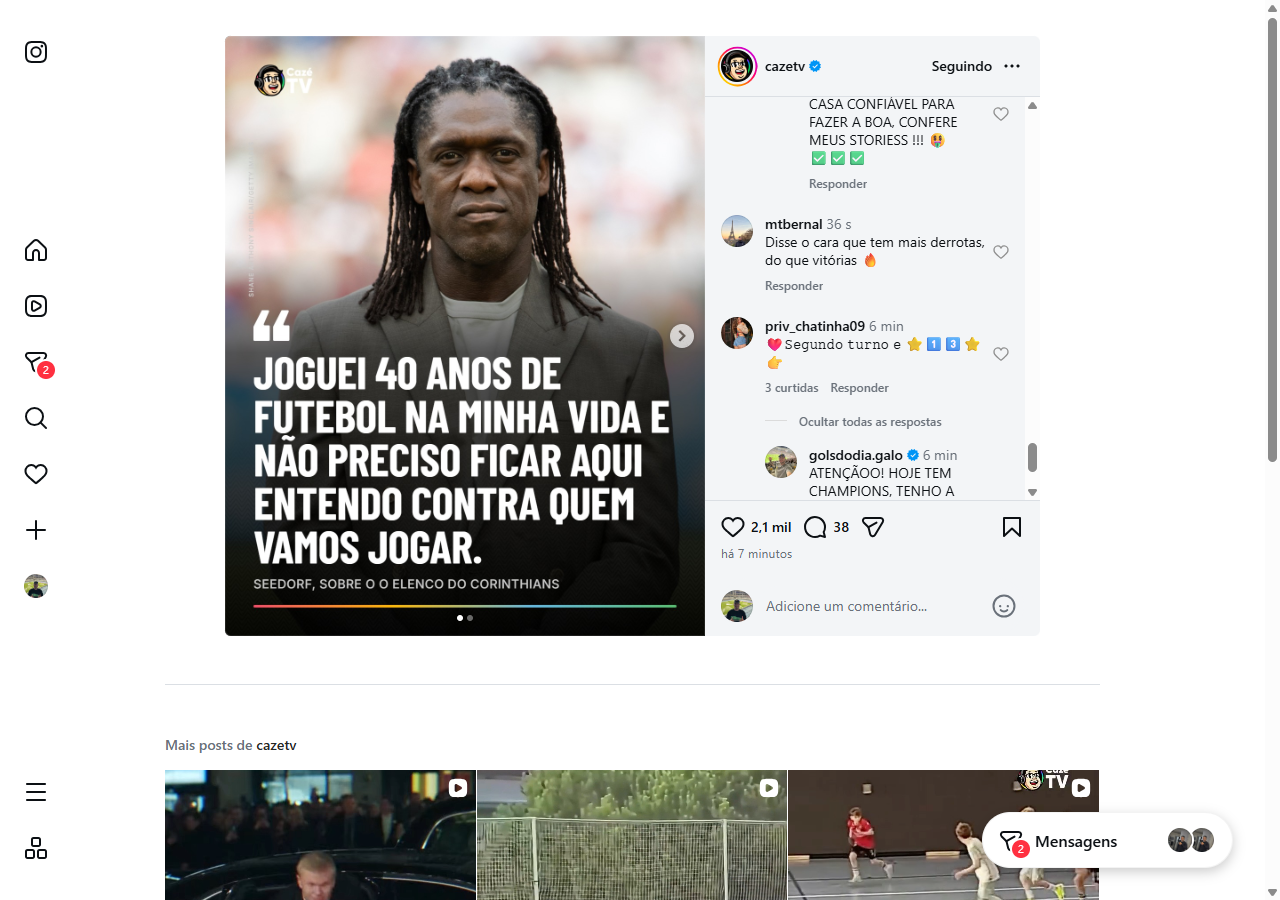 Cazé
TV
“
JOGUEI 40 ANOS DE
FUTEBOL NA MINHA VIDA E
NÃO PRECISO FICAR AQUI
ENTENDO CONTRA QUEM
VAMOS JOGAR.
SEEDORF, SOBRE O O ELENCO DO CORINTHIANS
cazetv
Seguindo
CASA CONFIÁVEL PARA
FAZER A BOA, CONFERE
MEUS STORIESS !!! 🤑
✅ ✅ ✅
Responder
mtbernal 36 s
Disse o cara que tem mais derrotas,
do que vitórias 🔥
Responder
priv_chatinha09 6 min
❤️𝚂𝚎𝚐𝚞𝚗𝚍𝚘 𝚝𝚞𝚛𝚗𝚘 𝚎 ⭐ 1️⃣ 3️⃣ ⭐
👉
3 curtidas Responder
Ocultar todas as respostas
golsdodia.galo 6 min
ATENÇÃOO! HOJE TEM
CHAMPIONS, TENHO A
2,1 mil 38
há 7 minutos
Adicione um comentário...
2
Mais posts de cazetv
Cazé
TV
2
Mensagens